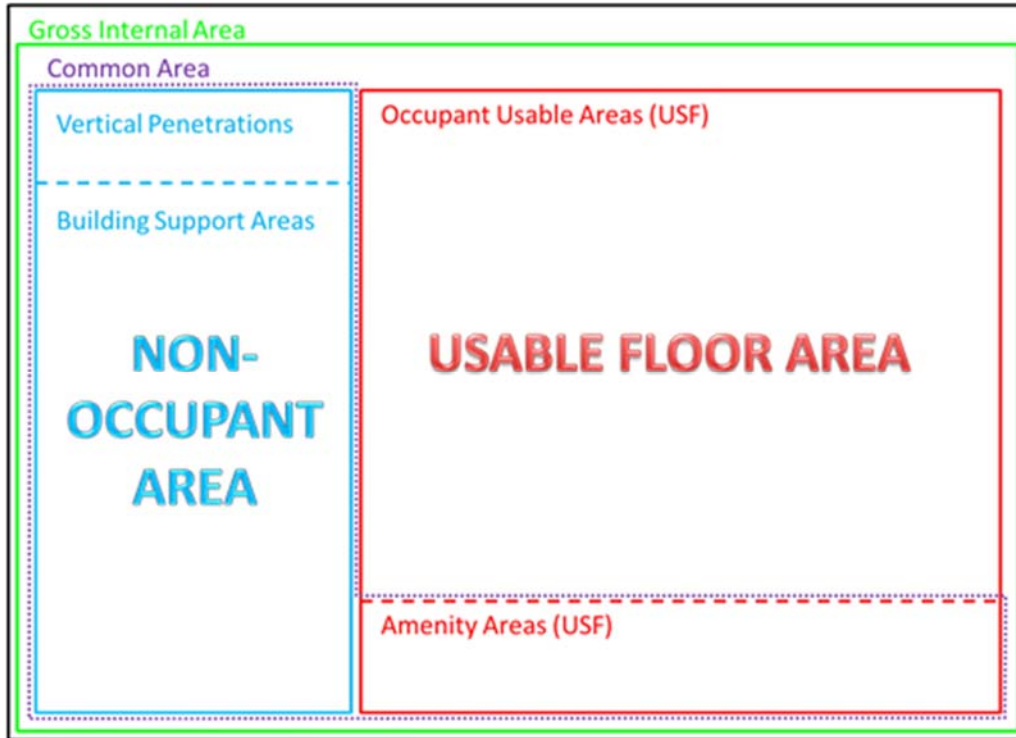 Gross Internal Area
Common Area
Vertical Penetrations
Building Support Areas
NON-
OCCUPANT
AREA
Occupant Usable Areas (USF)
USABLE FLOOR AREA
Amenity Areas (USF)